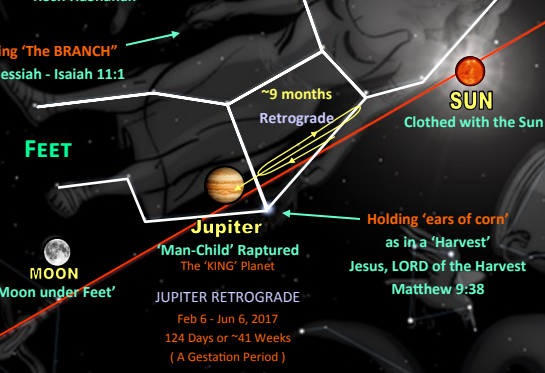 Rosh Hashanah
ing ‘The BRANCH”
essiah - Isaiah 11:1
~9 months
Retrograde
SUN
Clothed with the Sun
FEET
Jupiter
‘Man-Child’ Raptured
The ‘KING’ Planet
Holding ‘ears of corn’
as in a ‘Harvest’
Jesus, LORD of the Harvest
Matthew 9:38
MOON
Moon under Feet’
JUPITER RETROGRADE
Feb 6 - Jun 6, 2017
124 Days or ~41 Weeks
( A Gestation Period )